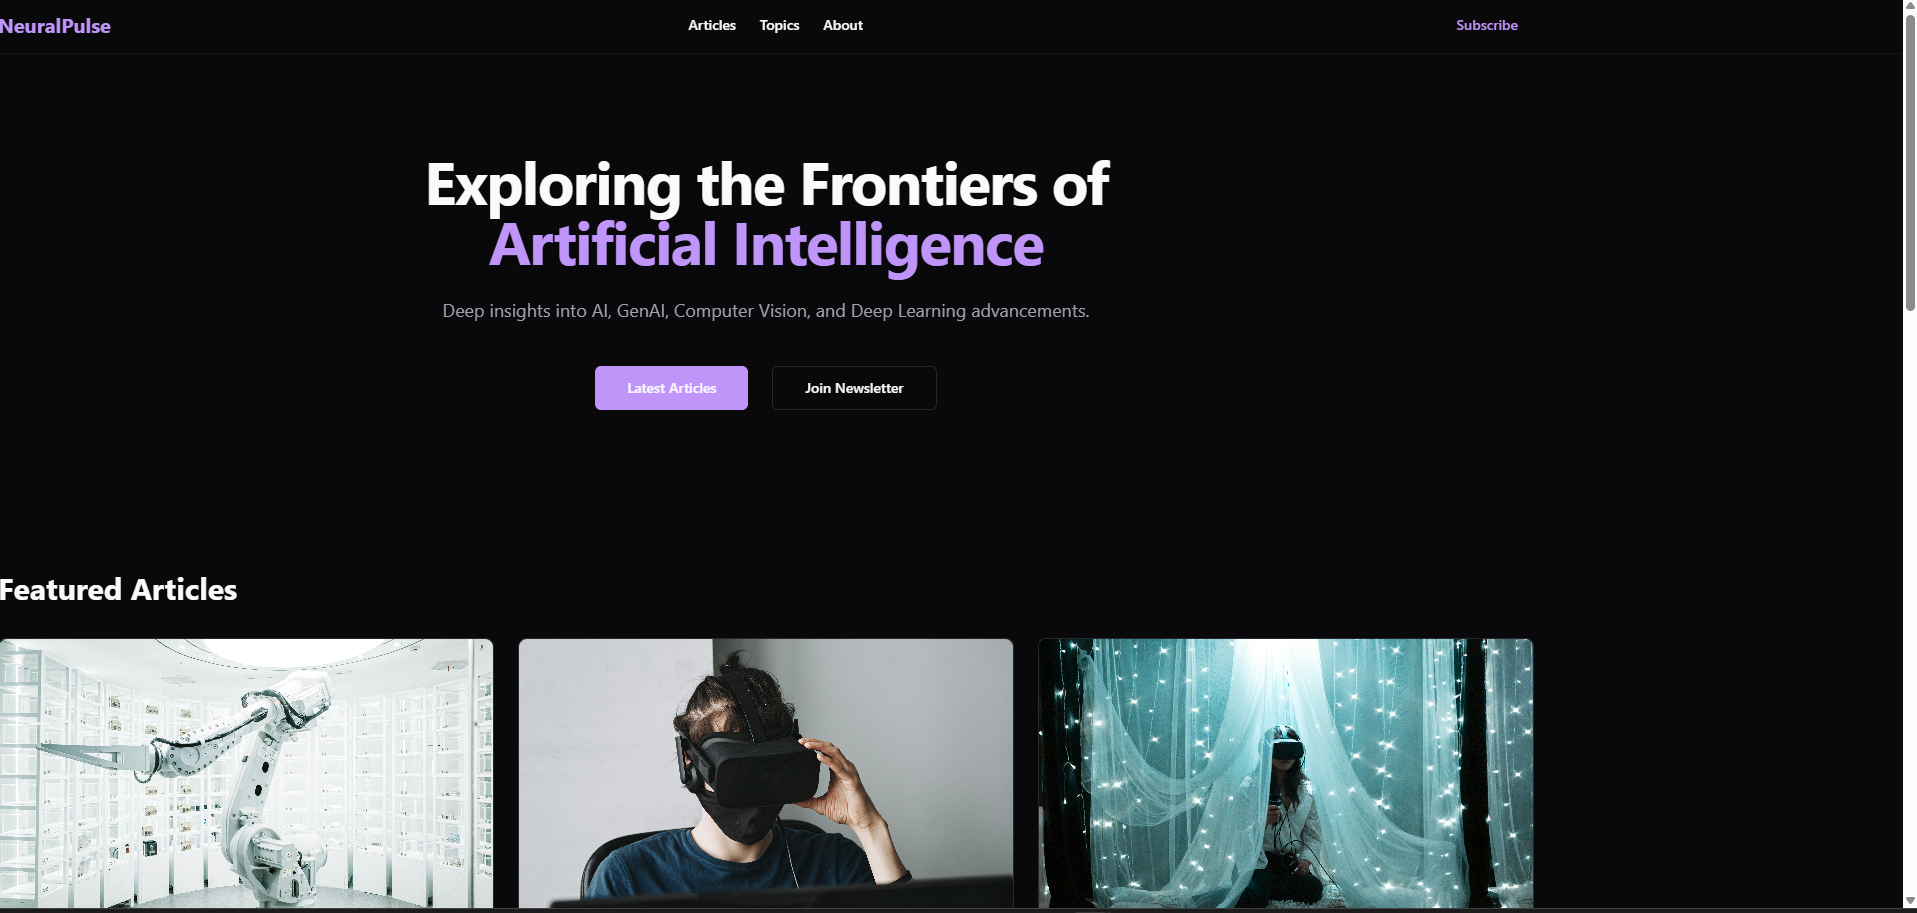 NeuralPulse
Articles Topics About
Subscribe
Exploring the Frontiers of
Artificial Intelligence
Deep insights into AI, GenAI, Computer Vision, and Deep Learning advancements.
Latest Articles
Join Newsletter
Featured Articles